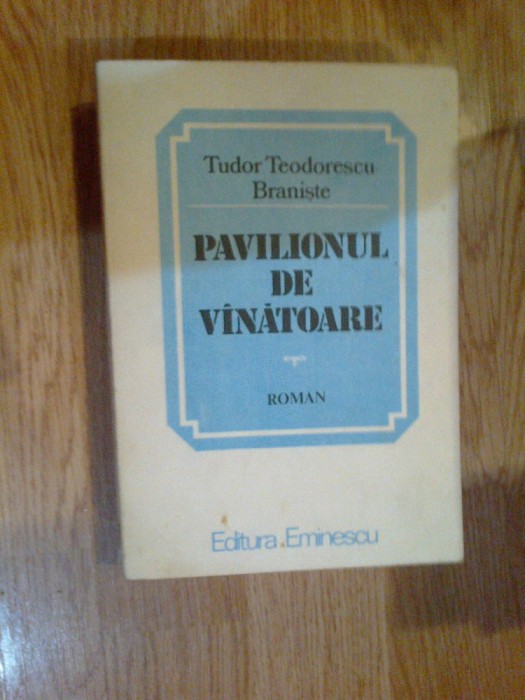 Tudor Teodorescu
Braniște
PAVILIONUL
DE
VÎNĂTOARE
ROMAN
Editura Eminescu